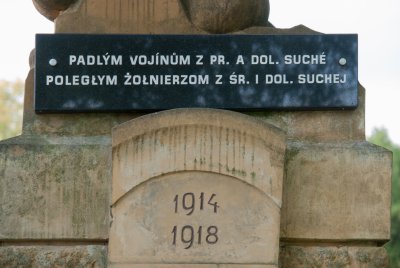 PADLÝM VOJÍNŮM Z PR. A DOL. SUCHÉ
POLEGŁYM ŻOŁNIERZOM Z ŚR. I DOL. SUCHEJ
1914
1918